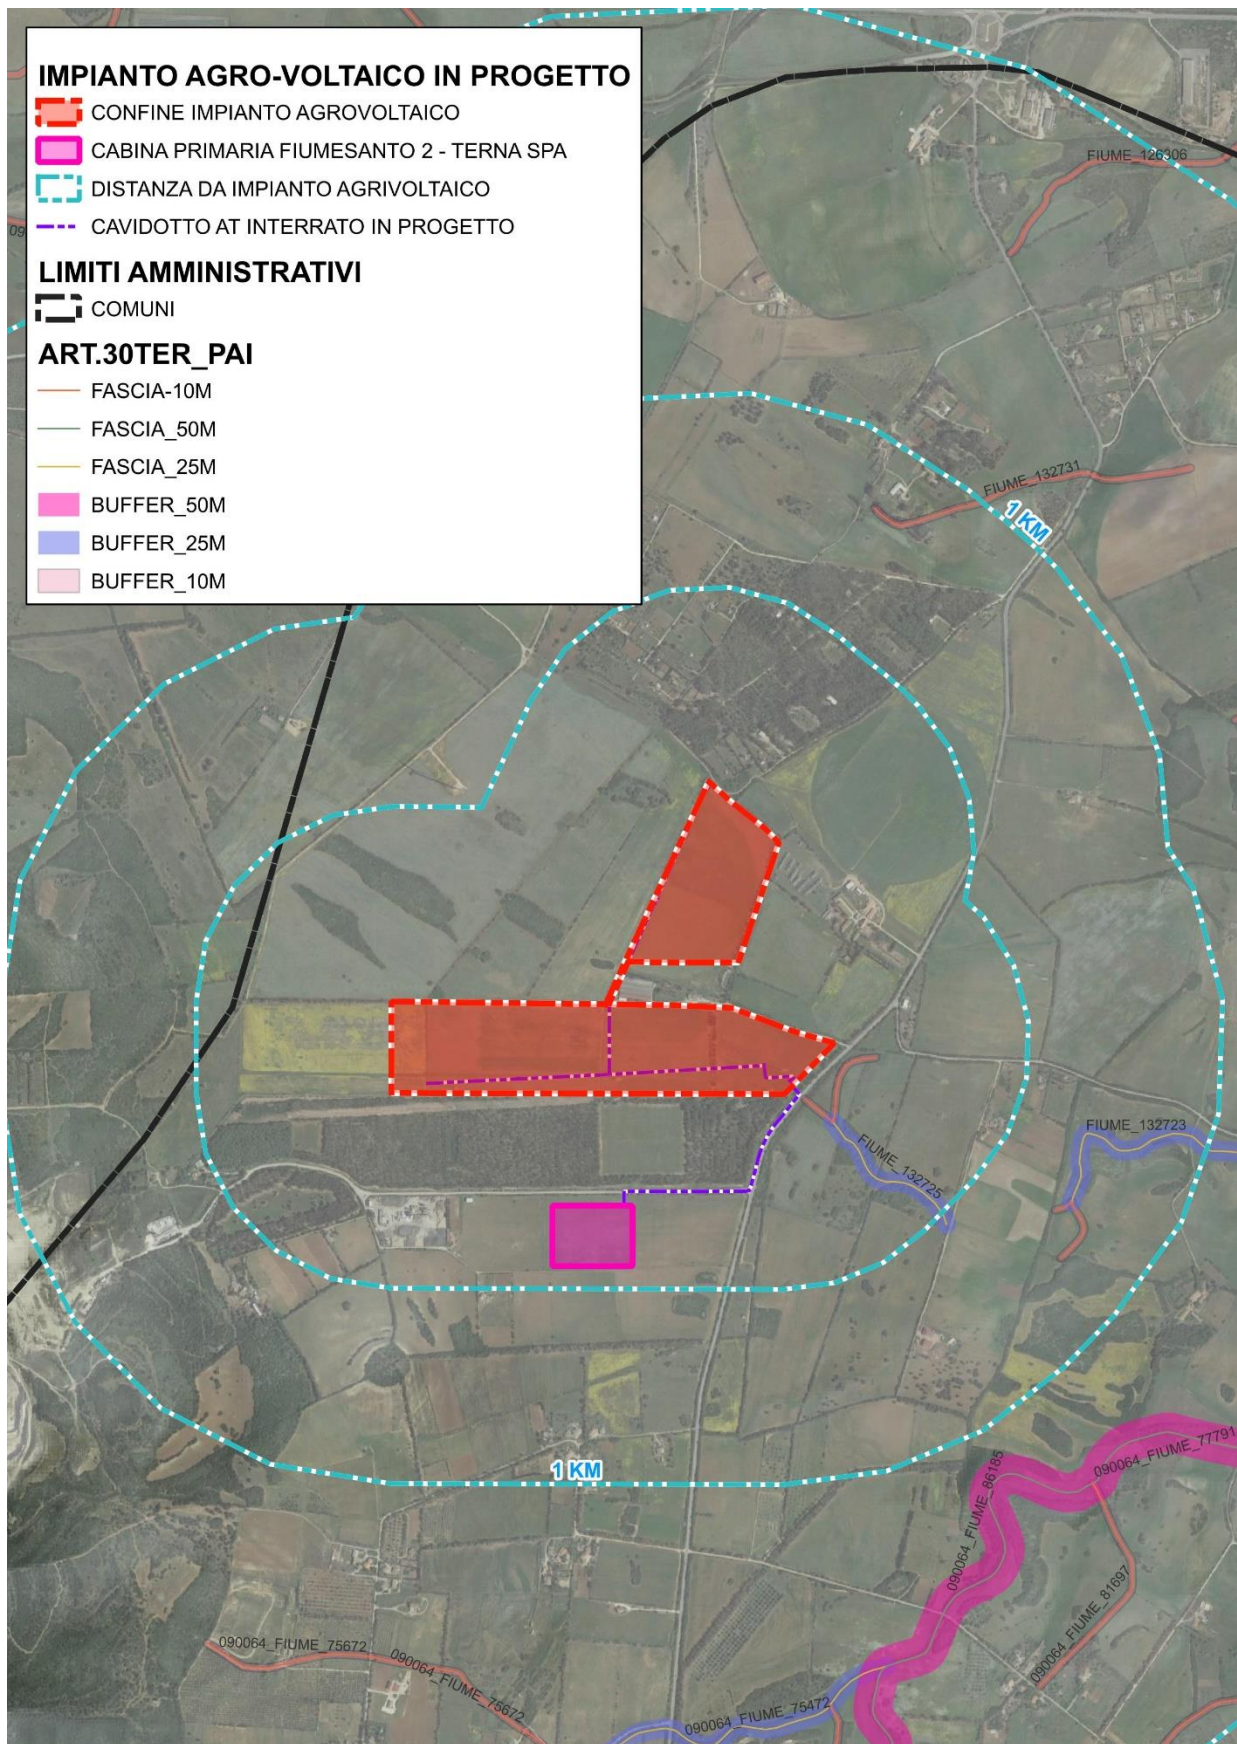 IMPIANTO AGRO-VOLTAICO IN PROGETTO
CONFINE IMPIANTO AGROVOLTAICO
CABINA PRIMARIA FIUMESANTO 2 - TERNA SPA
DISTANZA DA IMPIANTO AGRIVOLTAICO
CAVIDOTTO AT INTERRATO IN PROGETTO
LIMITI AMMINISTRATIVI
COMUNI
ART.30TER_PAI
FASCIA-10M
FASCIA_50M
FASCIA_25M
BUFFER_50M
BUFFER_25M
BUFFER_10M
09
FIUME_126306
FIUME_132731
1 KM
FIUME_132723
FIUME_132725
1 KM
090064_FIUME_77791
090064_FIUME_86185
090064_FIUME_81697
090064_FIUME_75672
090064_FIUME_75672
090064_FIUME_75472